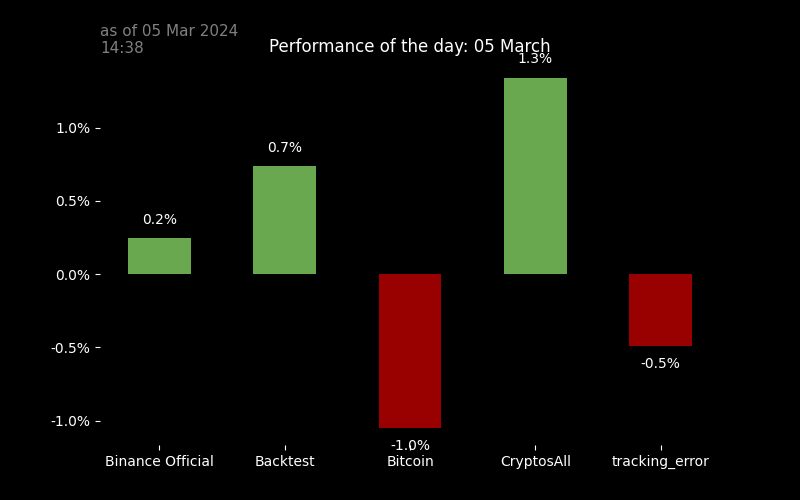 as of 05 Mar 2024
14:38
Performance of the day: 05 March
1.3%
1.0%
0.7%
0.5%
0.2%
0.0%
-0.5%
-0.5%
-1.0%
-1.0%
Binance Official
Backtest
Bitcoin
CryptosAll
tracking_error